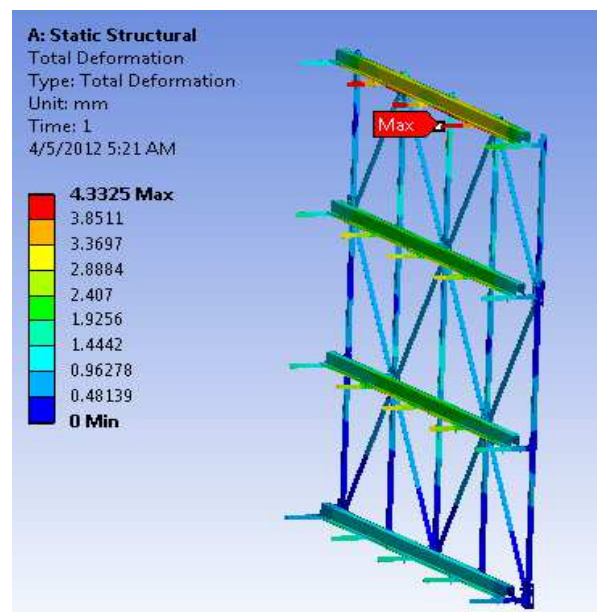 A: Static Structural
Total Deformation
Type: Total Deformation
Unit: mm
Time: 1
4/5/2012 5:21 AM
Max
4.3325 Max
3.8511
3.3697
2.8884
2.407
1.9256
1.4442
0.96278
0.48139
0 Min